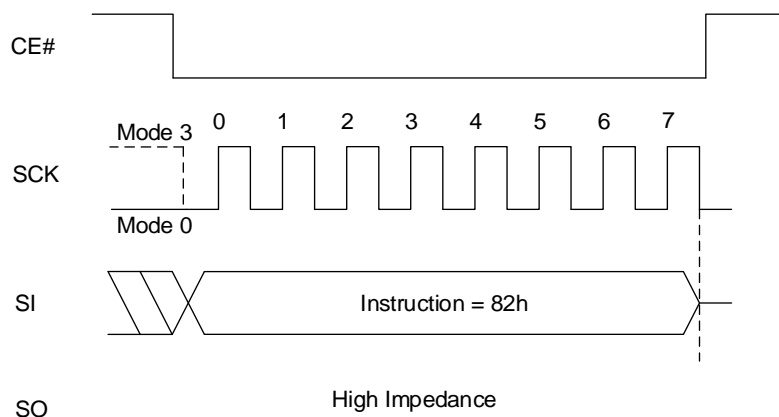 CE#
0 1 2 3 4 5 6 7
Mode 3
SCK
Mode 0
SI
Instruction = 82h
High Impedance
SO